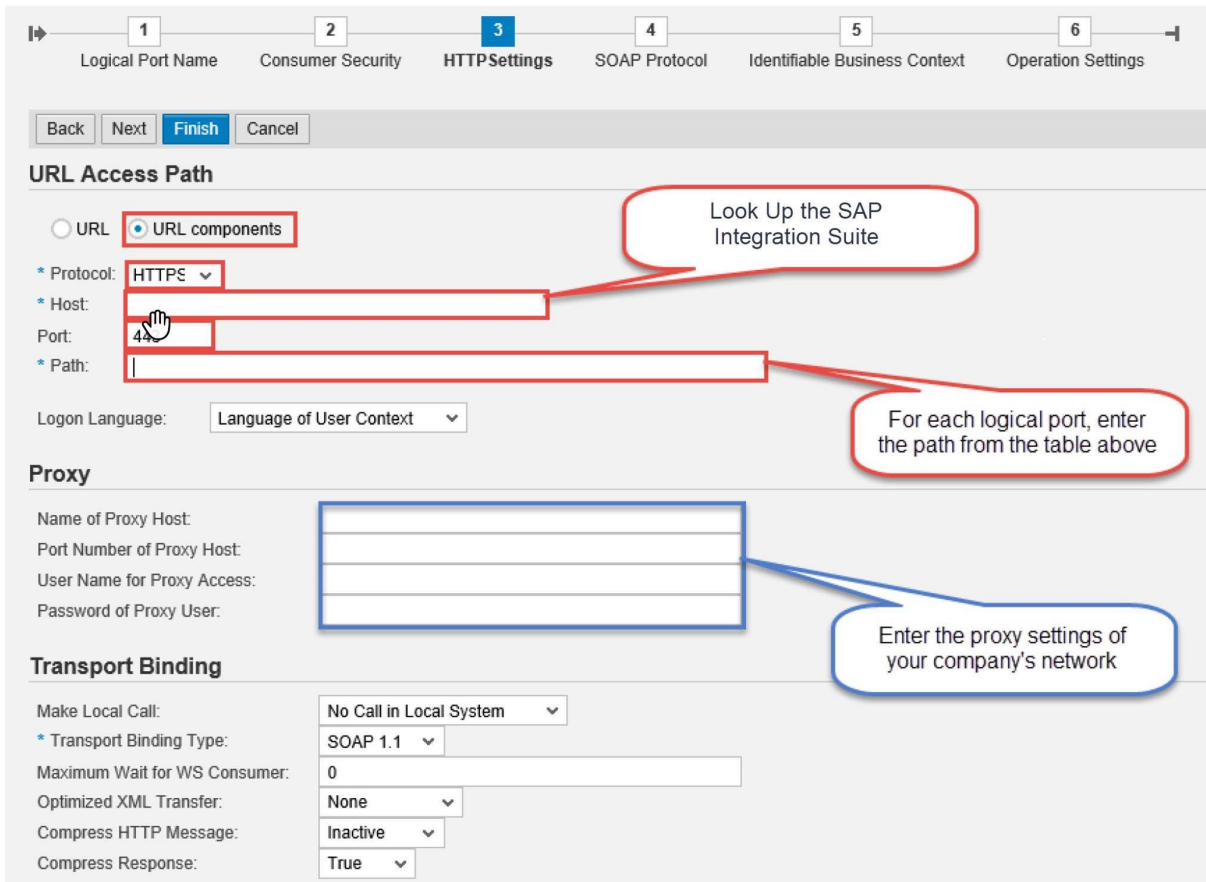 1 2 3 4 5 6
Logical Port Name Consumer Security HTTPSettings SOAP Protocol Identifiable Business Context Operation Settings
Back Next Finish Cancel
URL Access Path
URL URL components
Look Up the SAP
Integration Suite
* Protocol: HTTPS
* Host:
Port: 443
* Path:
Logon Language: Language of User Context
For each logical port, enter
the path from the table above
Proxy
Name of Proxy Host:
Port Number of Proxy Host:
User Name for Proxy Access:
Password of Proxy User:
Enter the proxy settings of
your company's network
Transport Binding
Make Local Call: No Call in Local System
* Transport Binding Type: SOAP 1.1
Maximum Wait for WS Consumer: 0
Optimized XML Transfer: None
Compress HTTP Message: Inactive
Compress Response: True